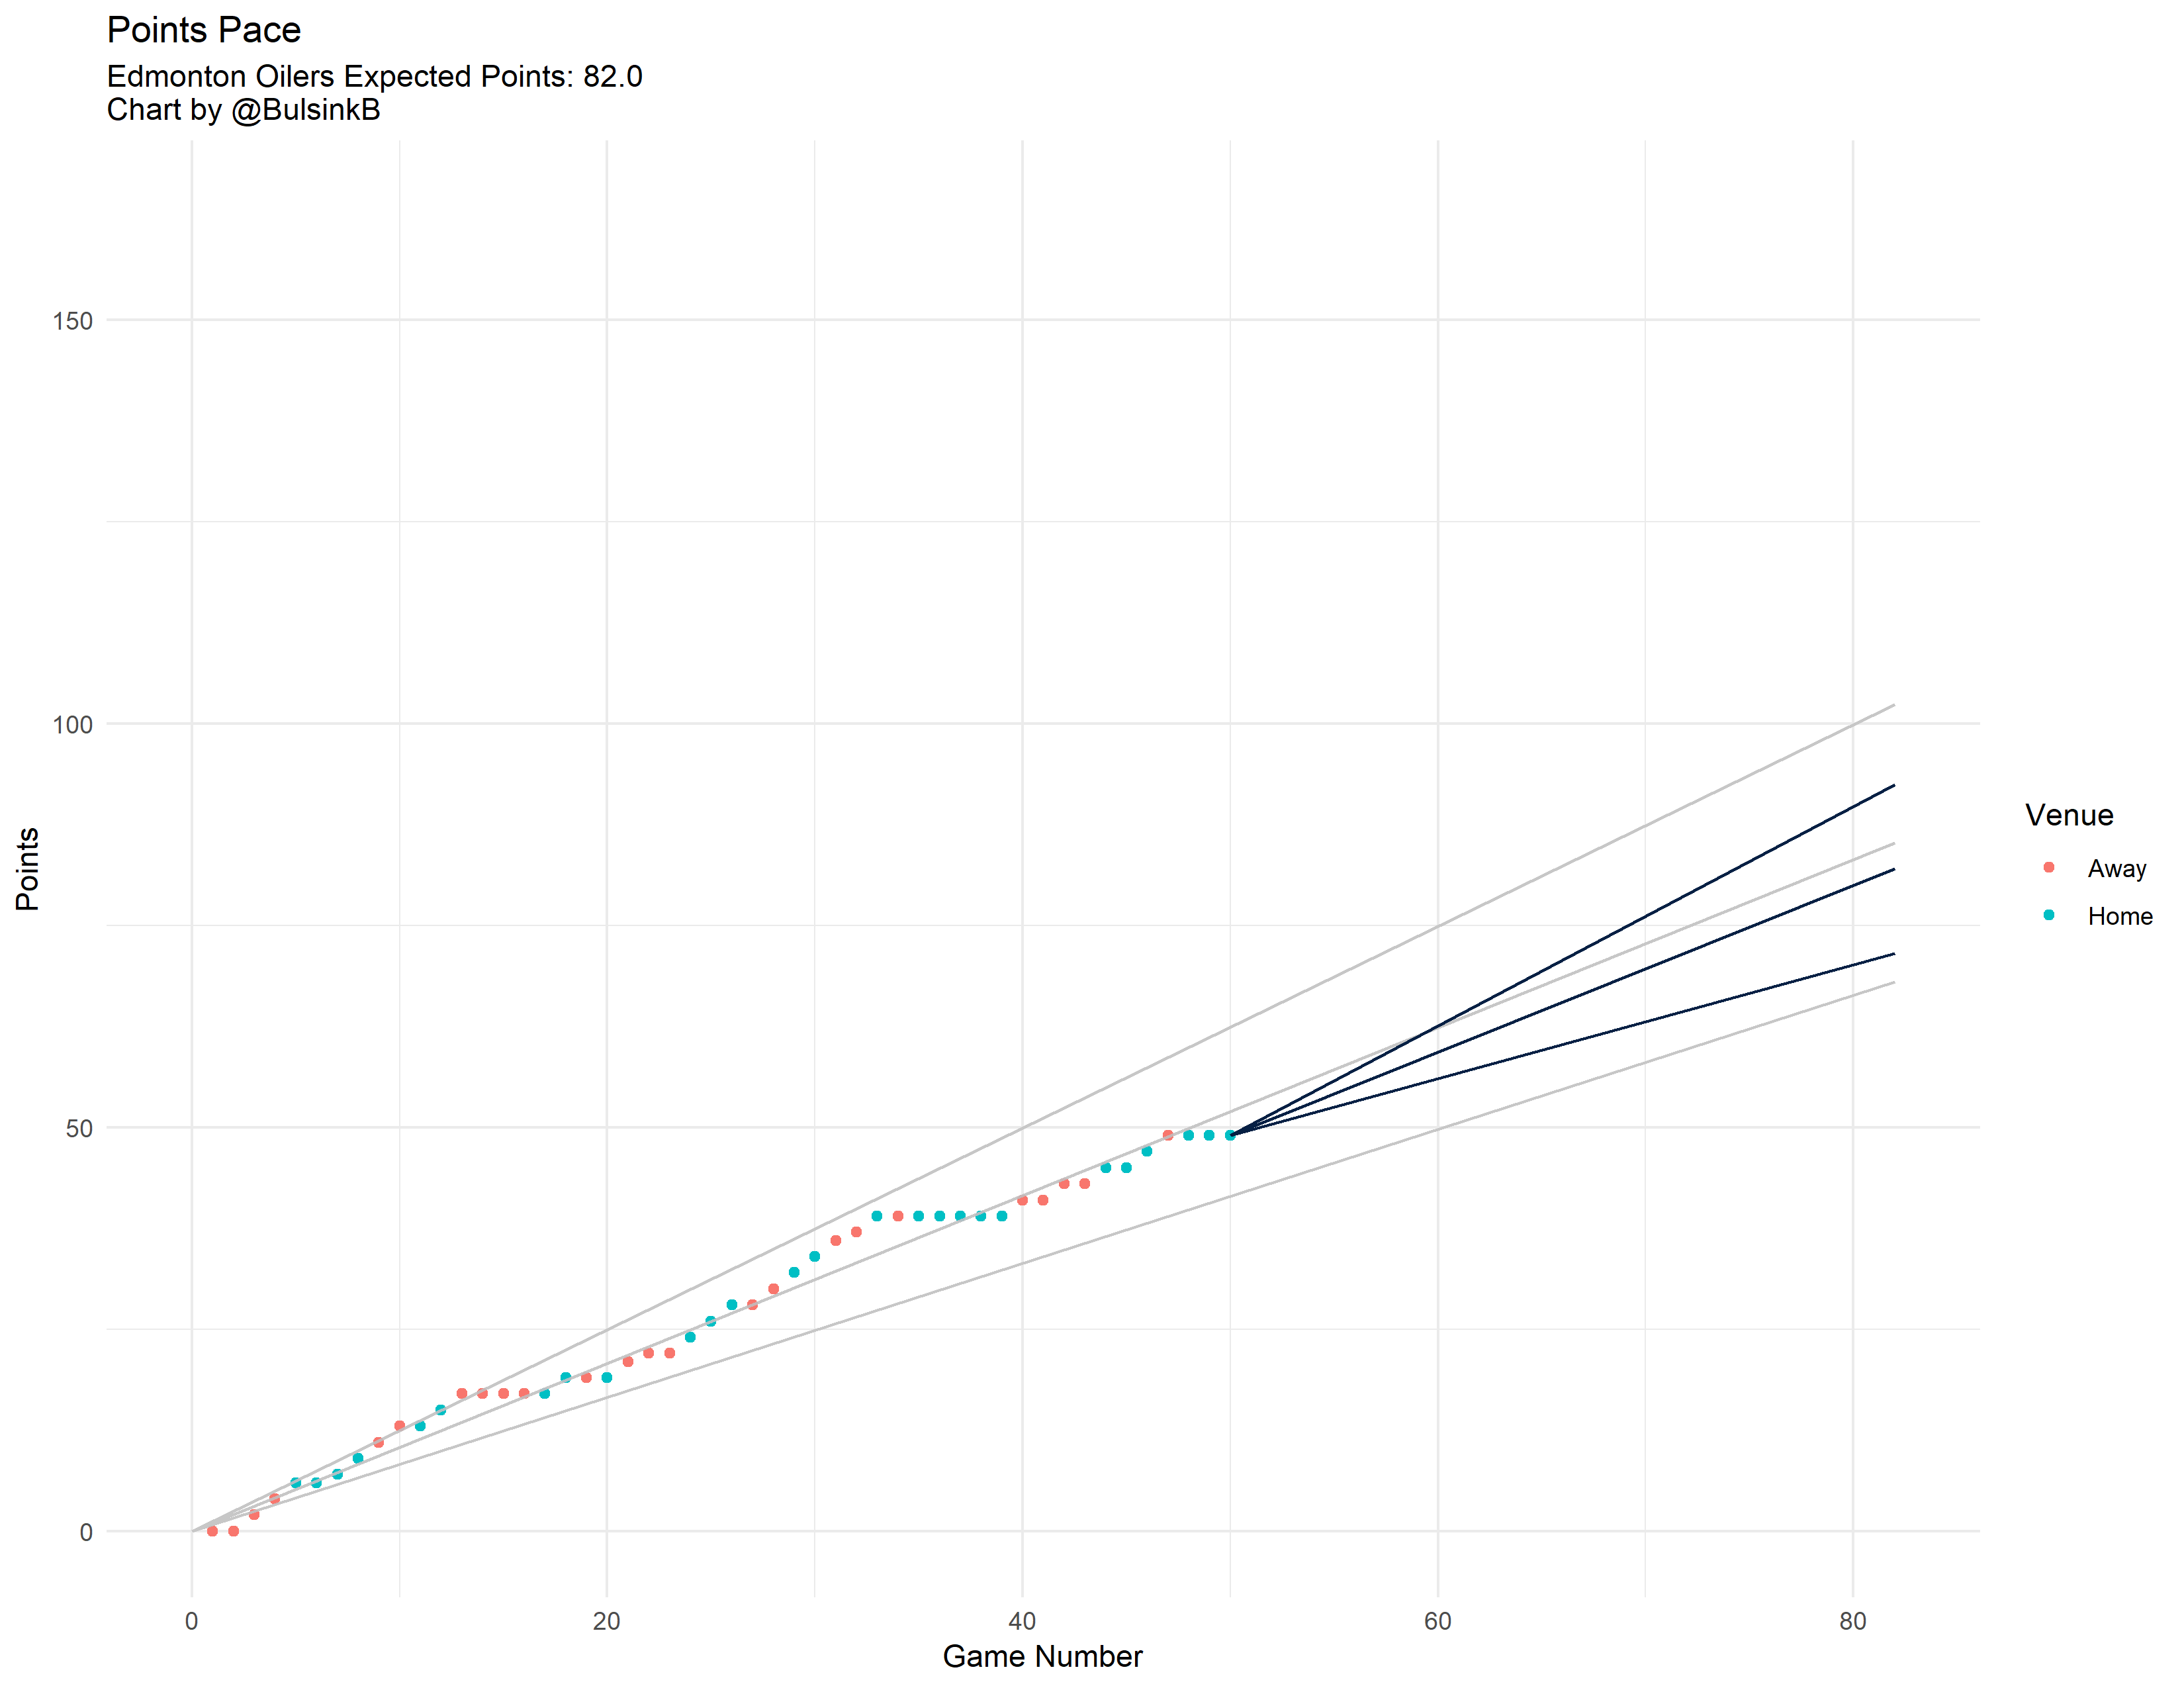 Points Pace
Edmonton Oilers Expected Points: 82.0
Chart by @BulsinkB
150
100
50
0
Points
0 20 40 60 80
Game Number
Venue
Away
Home